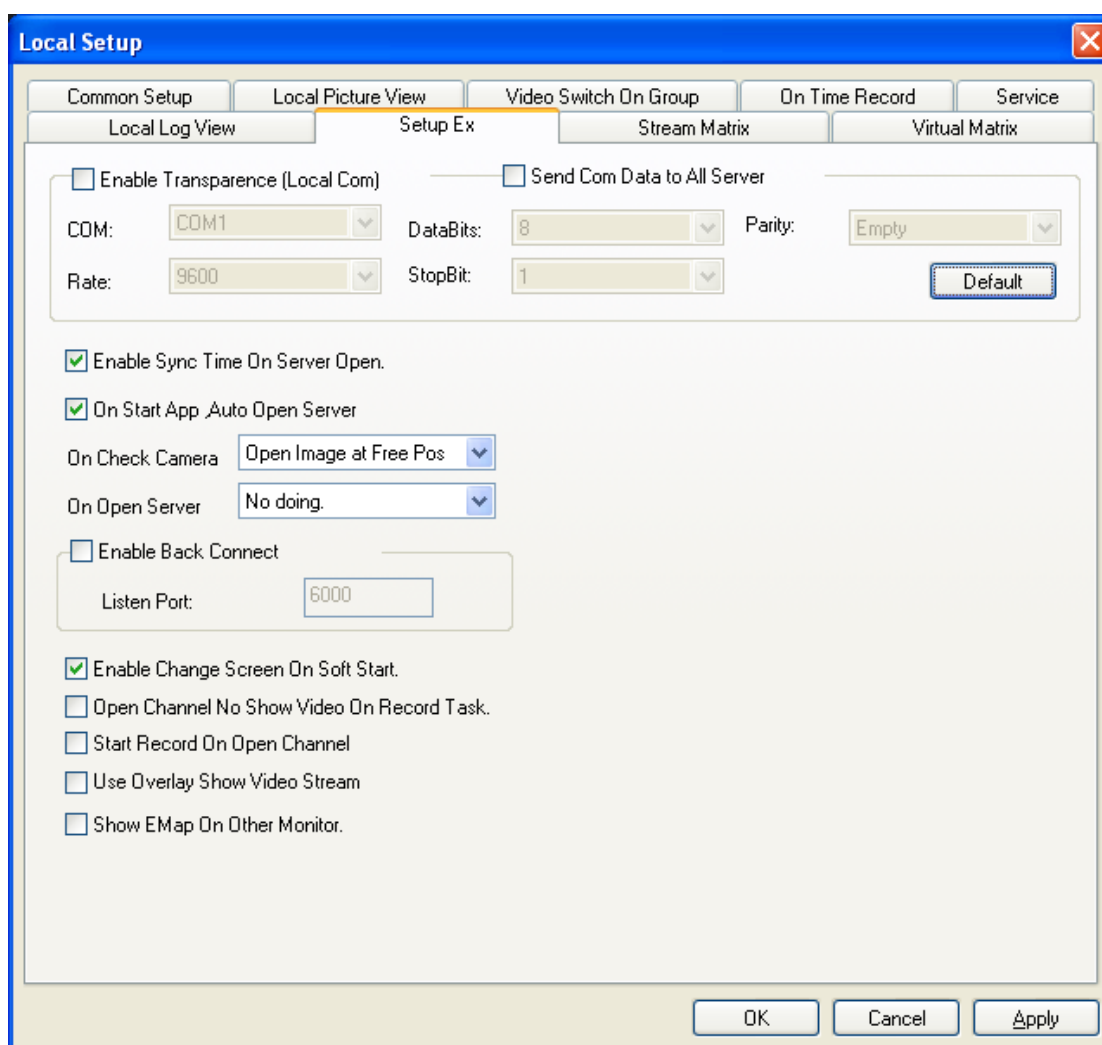 Local Setup
Common Setup Local Picture View Video Switch On Group On Time Record Service
Local Log View Setup Ex Stream Matrix Virtual Matrix
Enable Transparence (Local Com) Send Com Data to All Server
COM: COM1 DataBits: 8 Parity: Empty
Rate: 9600 StopBit: 1 Default
Enable Sync Time On Server Open.
On Start App ,Auto Open Server
On Check Camera Open Image at Free Pos
On Open Server No doing.
Enable Back Connect
Listen Port: 6000
Enable Change Screen On Soft Start.
Open Channel No Show Video On Record Task.
Start Record On Open Channel
Use Overlay Show Video Stream
Show EMap On Other Monitor.
OK Cancel Apply